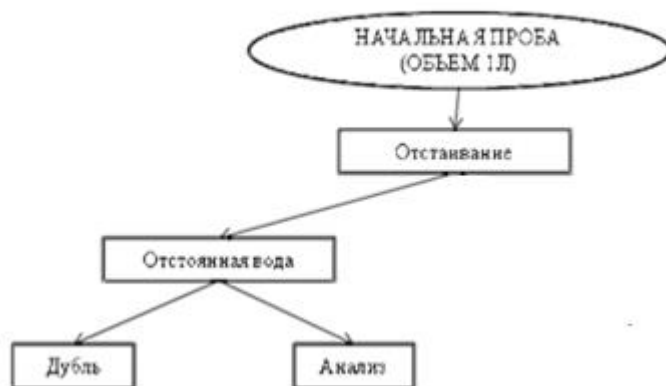 НАЧАЛЬНАЯ ПРОБА
(ОБЪЕМ 1Л)
Отстаивание
Отстоянная вода
Дубль
Анализ